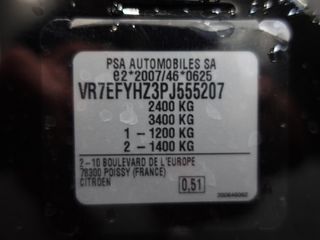 PSA AUTOMOBILES SA
e2*2007/46*0625
VR7EFYHZ3PJ555207
2400 KG
3400 KG
1 - 1200 KG
2 - 1400 KG
2-10 BOULEVARD DE L'EUROPE
78300 POISSY (FRANCE)
CITROEN
0,51